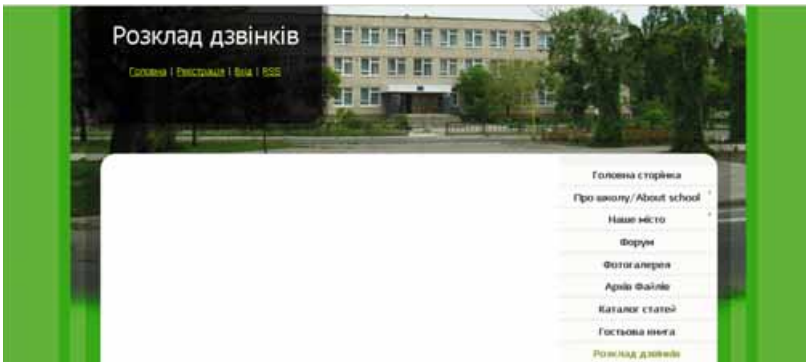 Розклад дзвінків
Головна | Реєстрація | Вхід | RSS
Головна сторінка
Про школу/About school
Наше місто
Форум
Фотогалерея
Архів Файлів
Каталог статей
Гостьова книга
Розклад дзвінків